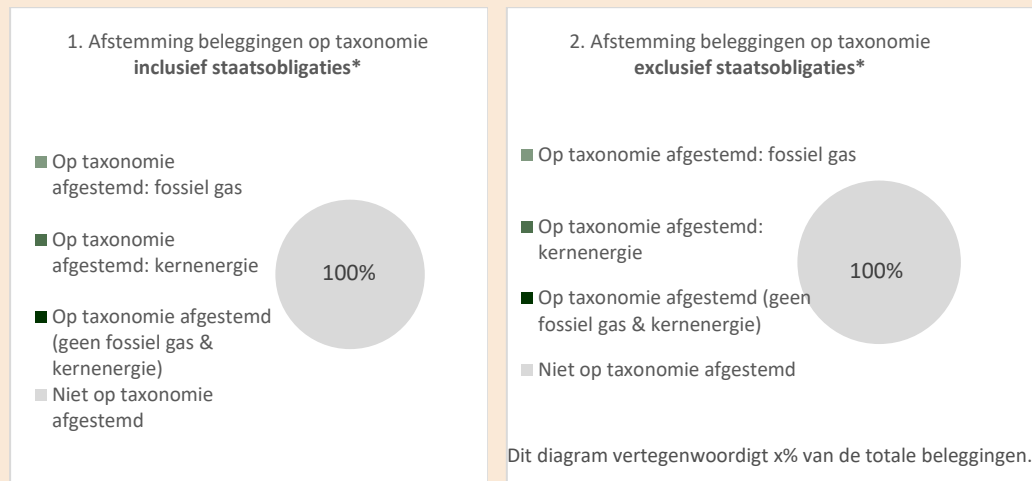 1. Afstemming beleggingen op taxonomie
inclusief staatsobligaties*
Op taxonomie
afgestemd: fossiel gas
Op taxonomie
afgestemd: kernenergie
Op taxonomie afgestemd
(geen fossiel gas &
kernenergie)
Niet op taxonomie
afgestemd
100%
2. Afstemming beleggingen op taxonomie
exclusief staatsobligaties*
Op taxonomie afgestemd: fossiel gas
Op taxonomie afgestemd:
kernenergie
Op taxonomie afgestemd (geen
fossiel gas & kernenergie)
Niet op taxonomie afgestemd
100%
Dit diagram vertegenwoordigt x% van de totale beleggingen.